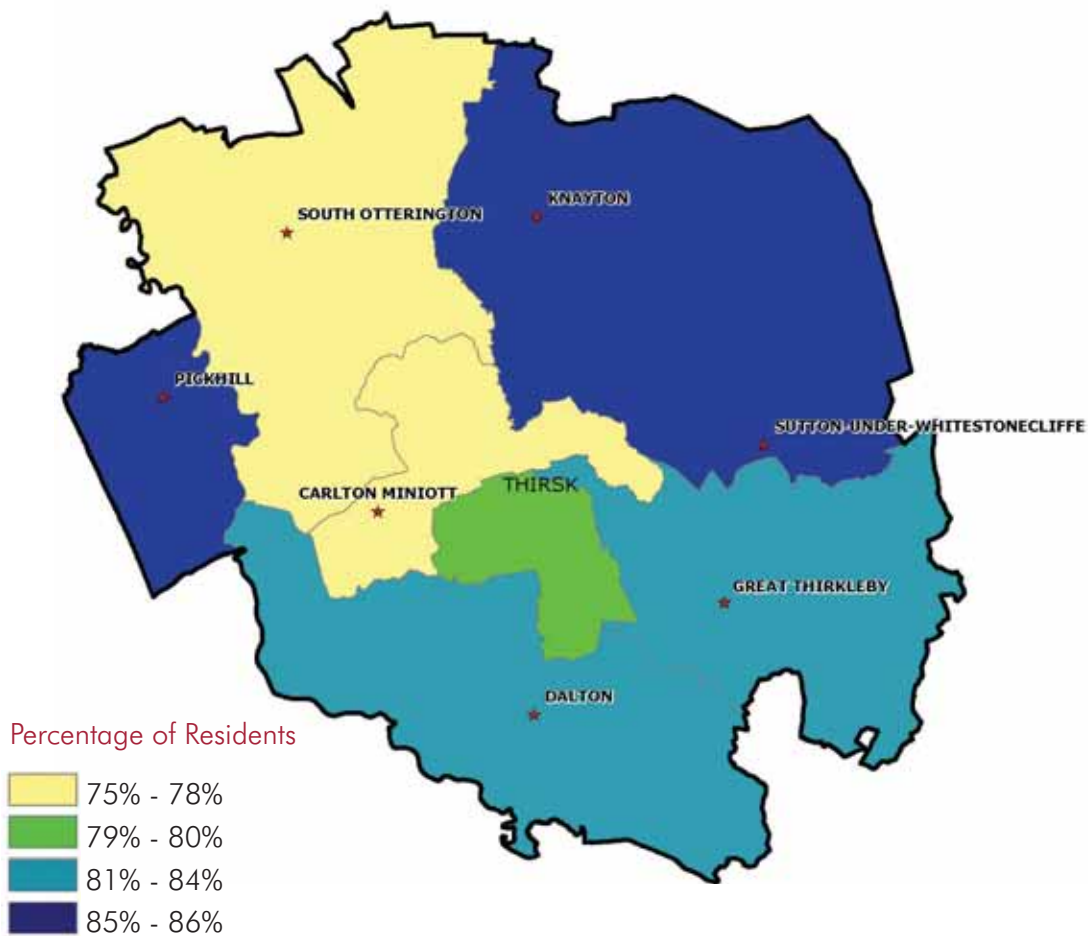 KNAYTON
SOUTH OTTERINGTON
PICKHILL
SUTTON-UNDER-WHITESTONECLIFFE
THIRSK
CARLTON MINIOTT
GREAT THIRKLEBY
DALTON
Percentage of Residents
75% - 78%
79% - 80%
81% - 84%
85% - 86%